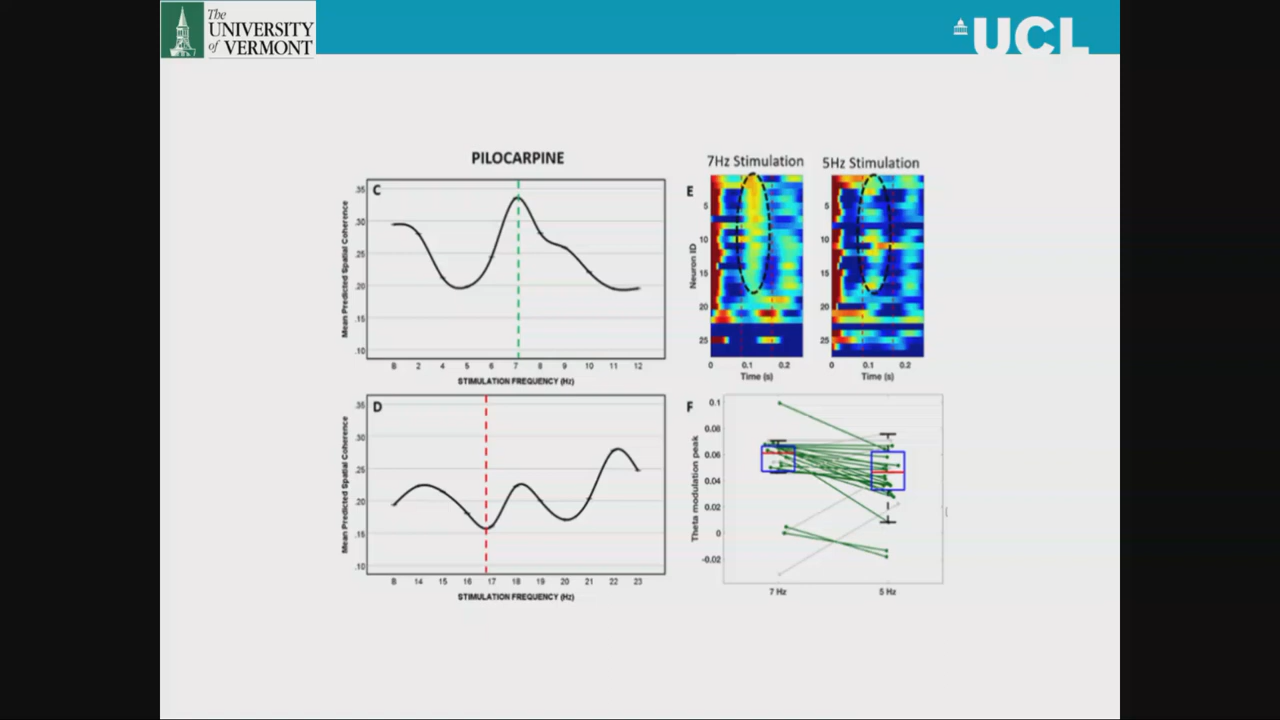 The
UNIVERSITY
of VERMONT
UCL
PILOCARPINE
C
Mean Predicted Spatial Coherence
.35
.30
.25
.20
.15
.10
B 2 4 5 6 7 8 9 10 11 12
STIMULATION FREQUENCY (Hz)
D
Mean Predicted Spatial Coherence
.35
.30
.25
.20
.15
.10
B 14 15 16 17 18 19 20 21 22 23
STIMULATION FREQUENCY (Hz)
7Hz Stimulation
5Hz Stimulation
E
Neuron ID
5
10
15
20
25
0 0.1 0.2
Time (s)
5
10
15
20
25
0 0.1 0.2
Time (s)
F
Theta modulation peak
0.1
0.08
0.06
0.04
0.02
0
-0.02
7 Hz 5 Hz